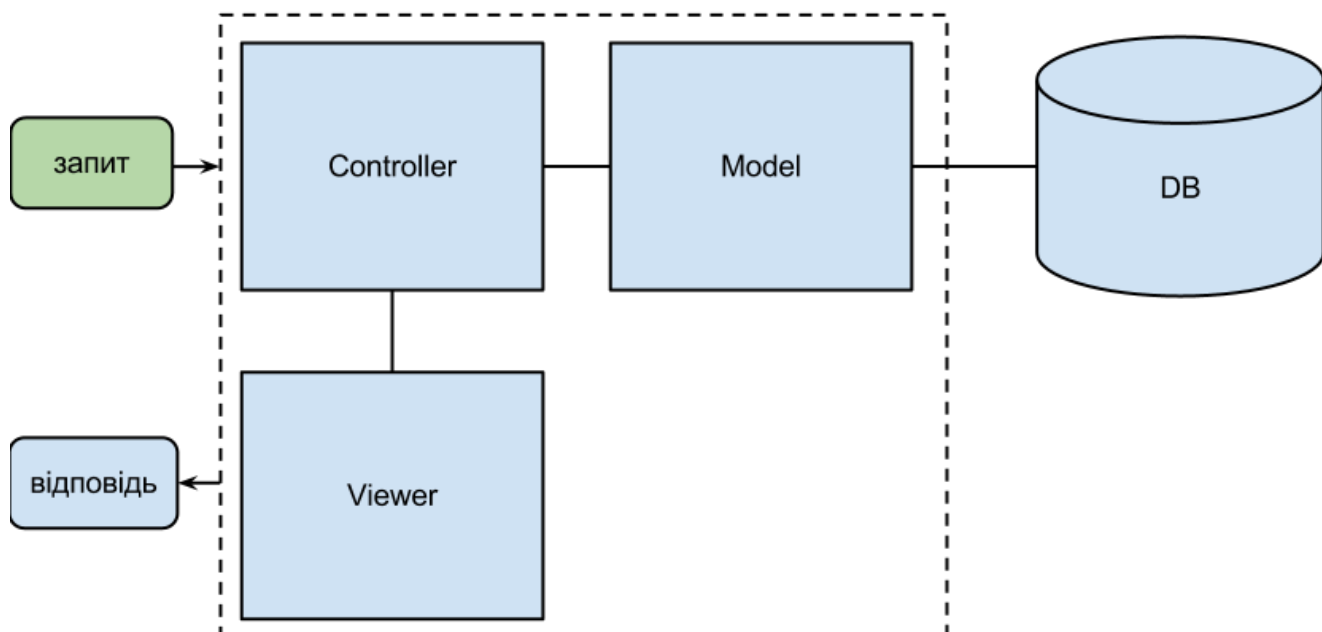 запит
Controller
Model
DB
відповідь
Viewer